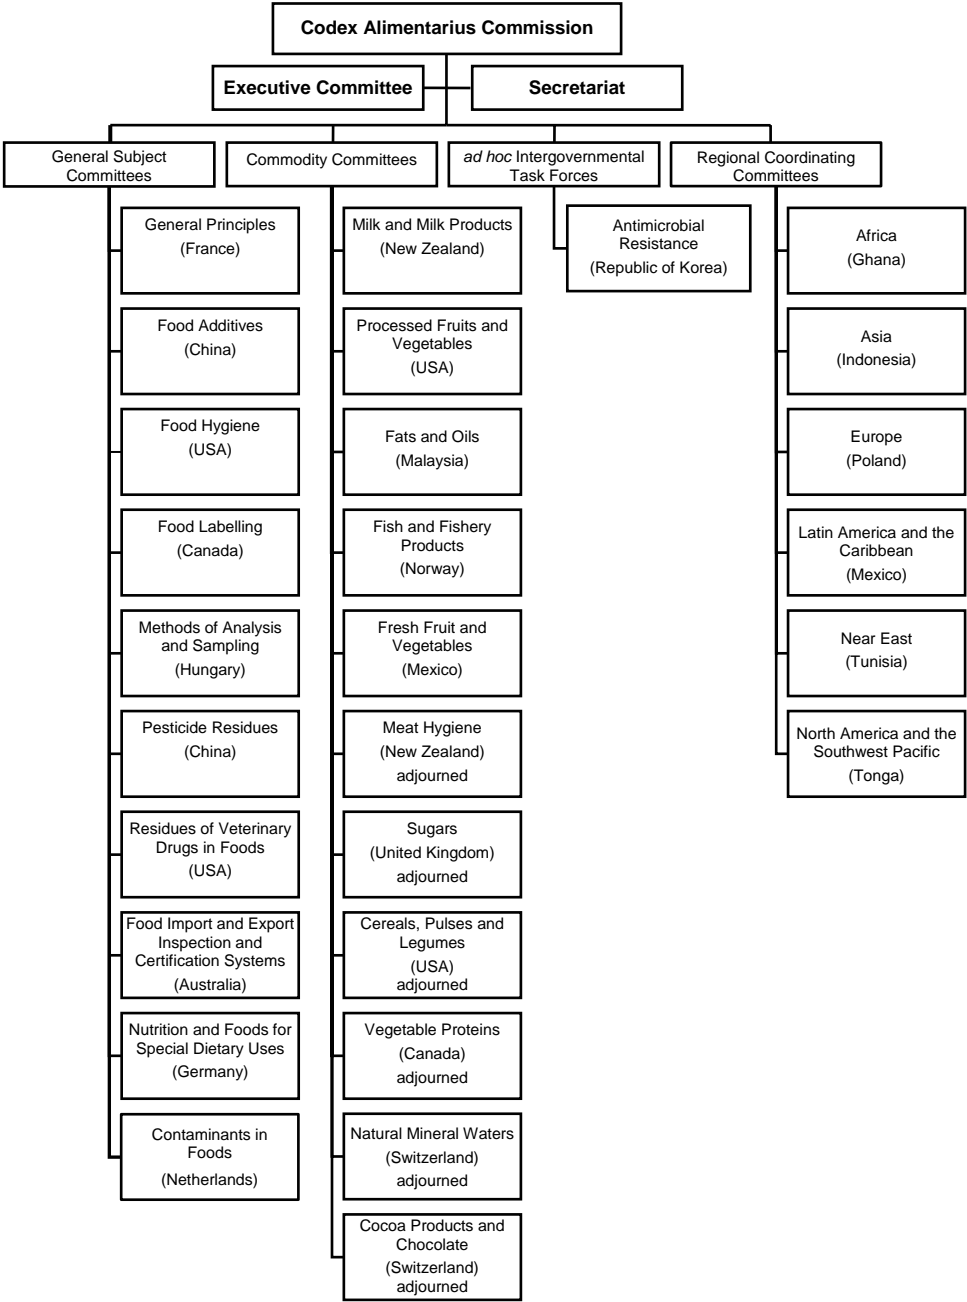 Codex Alimentarius Commission
Executive Committee
Secretariat
General Subject
Committees
Commodity Committees
ad hoc Intergovernmental
Task Forces
Regional Coordinating
Committees
General Principles
(France)
Food Additives
(China)
Food Hygiene
(USA)
Food Labelling
(Canada)
Methods of Analysis
and Sampling
(Hungary)
Pesticide Residues
(China)
Residues of Veterinary
Drugs in Foods
(USA)
Food Import and Export
Inspection and
Certification Systems
(Australia)
Nutrition and Foods for
Special Dietary Uses
(Germany)
Contaminants in
Foods
(Netherlands)
Milk and Milk Products
(New Zealand)
Processed Fruits and
Vegetables
(USA)
Fats and Oils
(Malaysia)
Fish and Fishery
Products
(Norway)
Fresh Fruit and
Vegetables
(Mexico)
Meat Hygiene
(New Zealand)
adjourned
Sugars
(United Kingdom)
adjourned
Cereals, Pulses and
Legumes
(USA)
adjourned
Vegetable Proteins
(Canada)
adjourned
Natural Mineral Waters
(Switzerland)
adjourned
Cocoa Products and
Chocolate
(Switzerland)
adjourned
Antimicrobial
Resistance
(Republic of Korea)
Africa
(Ghana)
Asia
(Indonesia)
Europe
(Poland)
Latin America and the
Caribbean
(Mexico)
Near East
(Tunisia)
North America and the
Southwest Pacific
(Tonga)